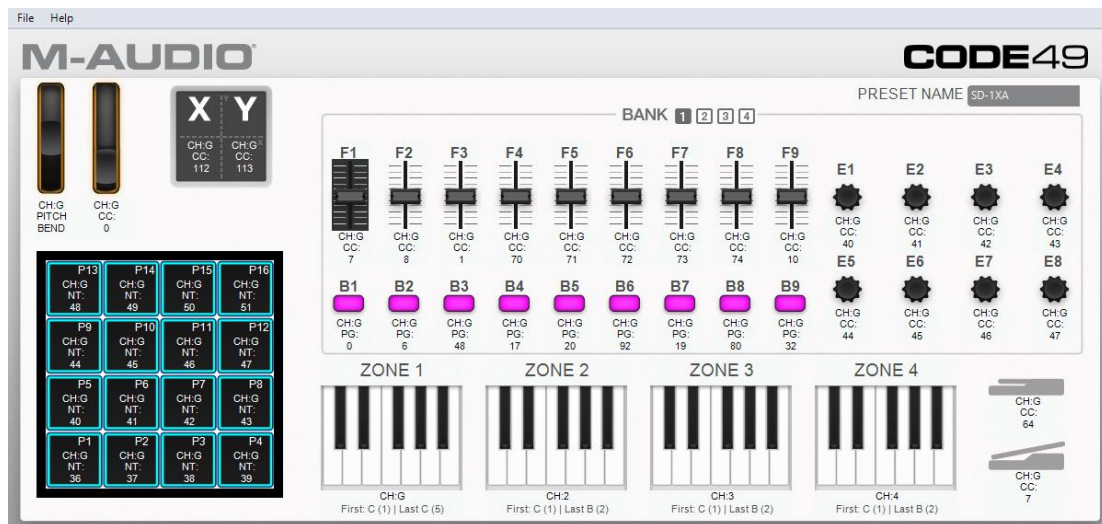 File Help
M-AUDIO
CODE49
PRESET NAME SD-1XA
BANK 1 2 3 4
X Y
Y
CH:G CH:G X
CC: CC:
112 113
CH:G CH:G
PITCH CC:
BEND 0
F1 F2 F3 F4 F5 F6 F7 F8 F9
CH:G CH:G CH:G CH:G CH:G CH:G CH:G CH:G CH:G
CC: CC: CC: CC: CC: CC: CC: CC: CC:
7 8 1 70 71 72 73 74 10
E1 E2 E3 E4
CH:G CH:G CH:G CH:G
CC: CC: CC: CC:
40 41 42 43
E5 E6 E7 E8
CH:G CH:G CH:G CH:G
CC: CC: CC: CC:
44 45 46 47
B1 B2 B3 B4 B5 B6 B7 B8 B9
CH:G CH:G CH:G CH:G CH:G CH:G CH:G CH:G CH:G
PG: PG: PG: PG: PG: PG: PG: PG: PG:
0 6 48 17 20 92 19 80 32
P13 P14 P15 P16
CH:G CH:G CH:G CH:G
NT: NT: NT: NT:
48 49 50 51
P9 P10 P11 P12
CH:G CH:G CH:G CH:G
NT: NT: NT: NT:
44 45 46 47
P5 P6 P7 P8
CH:G CH:G CH:G CH:G
NT: NT: NT: NT:
40 41 42 43
P1 P2 P3 P4
CH:G CH:G CH:G CH:G
NT: NT: NT: NT:
36 37 38 39
ZONE 1 ZONE 2 ZONE 3 ZONE 4
CH:G CH:2 CH:3 CH:4
First: C (1) | Last C (5) First: C (1) | Last B (2) First: C (1) | Last B (2) First: C (1) | Last B (2)
CH:G
CC:
64
CH:G
CC:
7